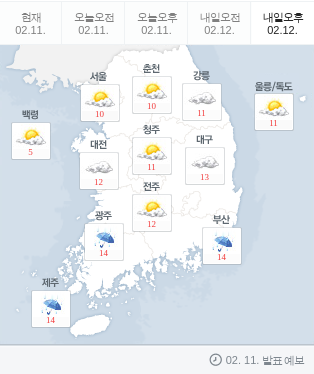 현재 오늘오전 오늘오후 내일오전 내일오후
02.11. 02.11. 02.11. 02.12. 02.12.
춘천
10
서울
10
강릉
11
울릉/독도
11
백령
5
청주
11
대전
12
대구
13
전주
12
광주
14
부산
14
제주
14
02. 11. 발표 예보